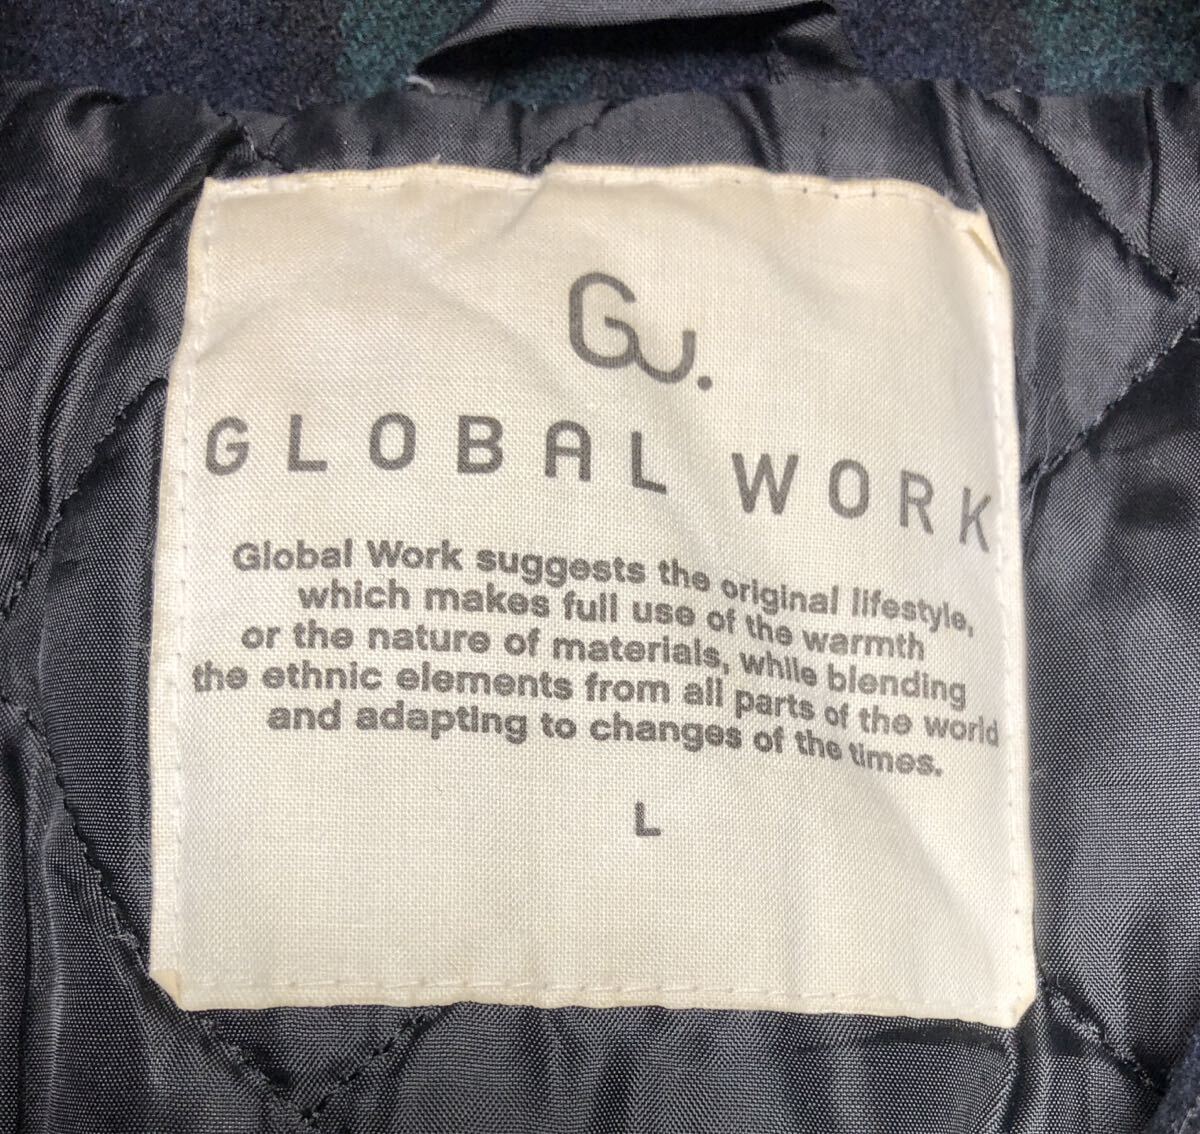 Gw.
GLOBAL WORK
Global Work suggests the original lifestyle,
which makes full use of the warmth
or the nature of materials, while blending
the ethnic elements from all parts of the world
and adapting to changes of the times.
L